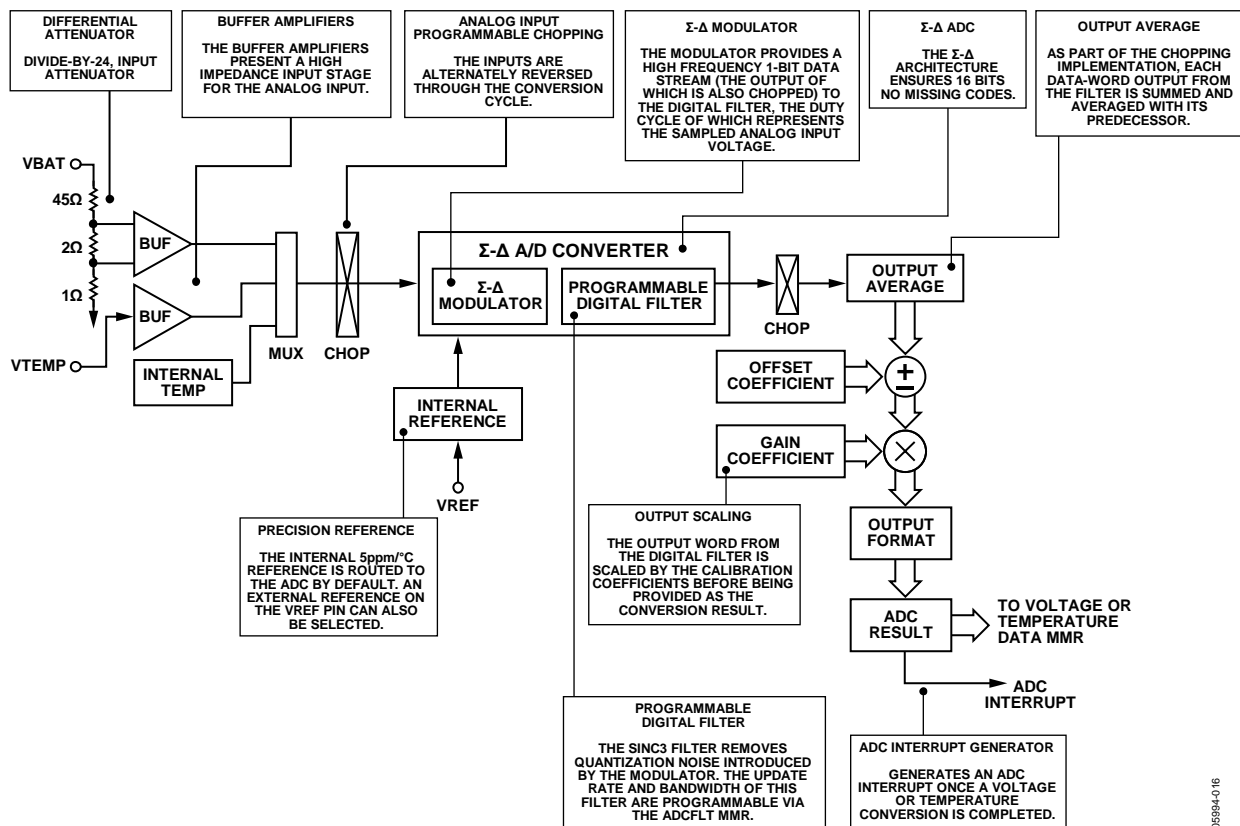 DIFFERENTIAL
ATTENUATOR
DIVIDE-BY-24, INPUT
ATTENUATOR
BUFFER AMPLIFIERS
THE BUFFER AMPLIFIERS
PRESENT A HIGH
IMPEDANCE INPUT STAGE
FOR THE ANALOG INPUT.
ANALOG INPUT
PROGRAMMABLE CHOPPING
THE INPUTS ARE
ALTERNATELY REVERSED
THROUGH THE CONVERSION
CYCLE.
Σ-Δ MODULATOR
THE MODULATOR PROVIDES A
HIGH FREQUENCY 1-BIT DATA
STREAM (THE OUTPUT OF
WHICH IS ALSO CHOPPED) TO
THE DIGITAL FILTER, THE DUTY
CYCLE OF WHICH REPRESENTS
THE SAMPLED ANALOG INPUT
VOLTAGE.
Σ-Δ ADC
THE Σ-Δ
ARCHITECTURE
ENSURES 16 BITS
NO MISSING CODES.
OUTPUT AVERAGE
AS PART OF THE CHOPPING
IMPLEMENTATION, EACH
DATA-WORD OUTPUT FROM
THE FILTER IS SUMMED AND
AVERAGED WITH ITS
PREDECESSOR.
VBAT
45Ω
2Ω
1Ω
BUF
BUF
VTEMP
INTERNAL
TEMP
MUX
CHOP
Σ-Δ A/D CONVERTER
Σ-Δ
MODULATOR
PROGRAMMABLE
DIGITAL FILTER
CHOP
OUTPUT
AVERAGE
OFFSET
COEFFICIENT
±
INTERNAL
REFERENCE
GAIN
COEFFICIENT
×
VREF
PRECISION REFERENCE
THE INTERNAL 5ppm/°C
REFERENCE IS ROUTED TO
THE ADC BY DEFAULT. AN
EXTERNAL REFERENCE ON
THE VREF PIN CAN ALSO
BE SELECTED.
OUTPUT SCALING
THE OUTPUT WORD FROM
THE DIGITAL FILTER IS
SCALED BY THE CALIBRATION
COEFFICIENTS BEFORE BEING
PROVIDED AS THE
CONVERSION RESULT.
OUTPUT
FORMAT
ADC
RESULT
TO VOLTAGE OR
TEMPERATURE
DATA MMR
ADC
INTERRUPT
PROGRAMMABLE
DIGITAL FILTER
THE SINC3 FILTER REMOVES
QUANTIZATION NOISE INTRODUCED
BY THE MODULATOR. THE UPDATE
RATE AND BANDWIDTH OF THIS
FILTER ARE PROGRAMMABLE VIA
THE ADCFLT MMR.
ADC INTERRUPT GENERATOR
GENERATES AN ADC
INTERRUPT ONCE A VOLTAGE
OR TEMPERATURE
CONVERSION IS COMPLETED.
05994-016